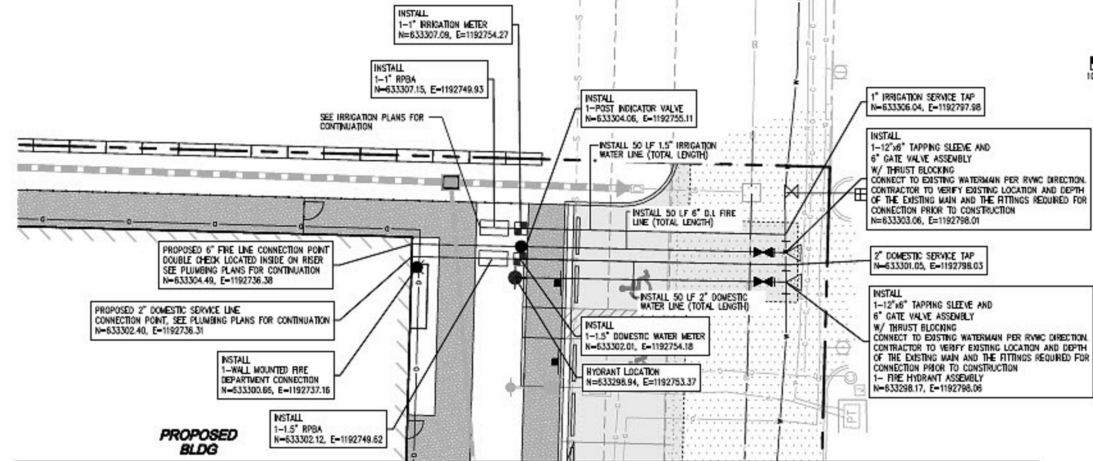 INSTALL
1-1" IRRIGATION METER
N=633307.09, E=1192754.27
INSTALL
1-1" RPBA
N=633307.15, E=1192749.93
SEE IRRIGATION PLANS FOR
CONTINUATION
INSTALL
1-POST INDICATOR VALVE
N=633304.06, E=1192755.11
INSTALL 50 LF 1.5" IRRIGATION
WATER LINE (TOTAL LENGTH)
1" IRRIGATION SERVICE TAP
N=633306.04, E=1192797.98
INSTALL
1-12"x6" TAPPING SLEEVE AND
6" GATE VALVE ASSEMBLY
W/ THRUST BLOCKING
CONNECT TO EXISTING WATERMAIN PER RVWC DIRECTION.
CONTRACTOR TO VERIFY EXISTING LOCATION AND DEPTH
OF THE EXISTING MAIN AND THE FITTINGS REQUIRED FOR
CONNECTION PRIOR TO CONSTRUCTION
N=633303.06, E=1192798.01
INSTALL 50 LF 6" D.I. FIRE
LINE (TOTAL LENGTH)
PROPOSED 6" FIRE LINE CONNECTION POINT
DOUBLE CHECK LOCATED INSIDE ON RISER
SEE PLUMBING PLANS FOR CONTINUATION
N=633304.49, E=1192736.38
2" DOMESTIC SERVICE TAP
N=633301.05, E=1192798.03
PROPOSED 2" DOMESTIC SERVICE LINE
CONNECTION POINT, SEE PLUMBING PLANS FOR CONTINUATION
N=633302.40, E=1192736.31
INSTALL 50 LF 2" DOMESTIC
WATER LINE (TOTAL LENGTH)
INSTALL
1-12"x6" TAPPING SLEEVE AND
6" GATE VALVE ASSEMBLY
W/ THRUST BLOCKING
CONNECT TO EXISTING WATERMAIN PER RVWC DIRECTION.
CONTRACTOR TO VERIFY EXISTING LOCATION AND DEPTH
OF THE EXISTING MAIN AND THE FITTINGS REQUIRED FOR
CONNECTION PRIOR TO CONSTRUCTION
1- FIRE HYDRANT ASSEMBLY
N=633298.17, E=1192798.06
INSTALL
1-1.5" DOMESTIC WATER METER
N=633302.01, E=1192754.18
INSTALL
1-WALL MOUNTED FIRE
DEPARTMENT CONNECTION
N=633300.65, E=1192737.16
HYDRANT LOCATION
N=633298.94, E=1192753.37
INSTALL
1-1.5" RPBA
N=633302.12, E=1192749.62
PROPOSED
BLDG
PT